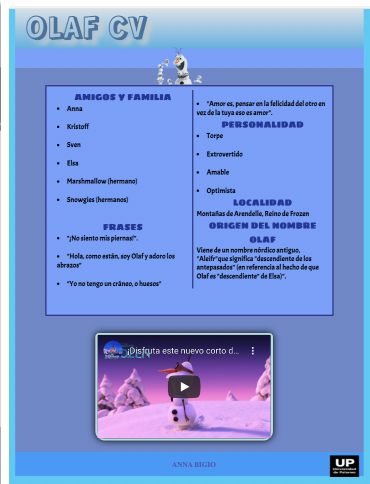 OLAF CV
AMIGOS Y FAMILIA
• Anna
• Kristoff
• Sven
• Elsa
• Marshmallow (hermano)
• Snowgies (hermanos)
FRASES
• "¡No siento mis piernas!".
• "Hola, como están, soy Olaf y adoro los
abrazos"
• "Yo no tengo un cráneo, o huesos"
• "Amor es, pensar en la felicidad del otro en
vez de la tuya eso es amor".
PERSONALIDAD
• Torpe
• Extrovertido
• Amable
• Optimista
LOCALIDAD
Montañas de Arendelle, Reino de Frozen
ORIGEN DEL NOMBRE
OLAF
Viene de un nombre nórdico antiguo,
"Aleifr"que significa "descendiente de los
antepasados" (en referencia al hecho de que
Olaf es "descendiente" de Elsa)".
¡Disfruta este nuevo corto d...
ANNA BIGIO
UP
Universidad
de Palermo